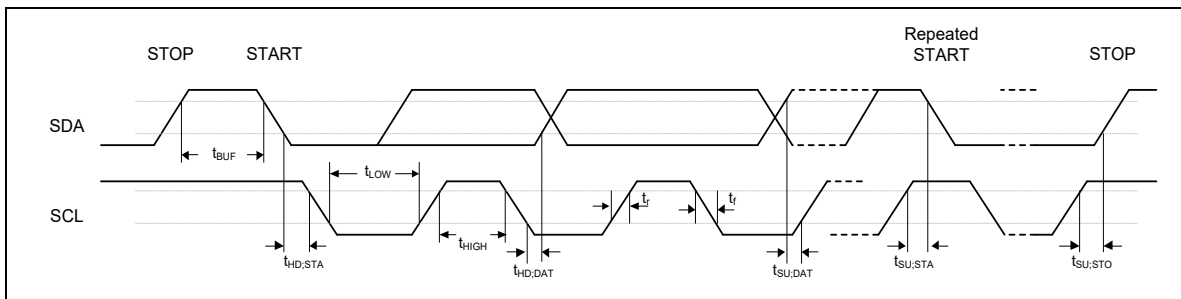 STOP START Repeated START STOP
SDA
tBUF
tLOW
SCL
tr tf
tHIGH
tHD;STA tHD;DAT tSU;DAT tSU;STA tSU;STO